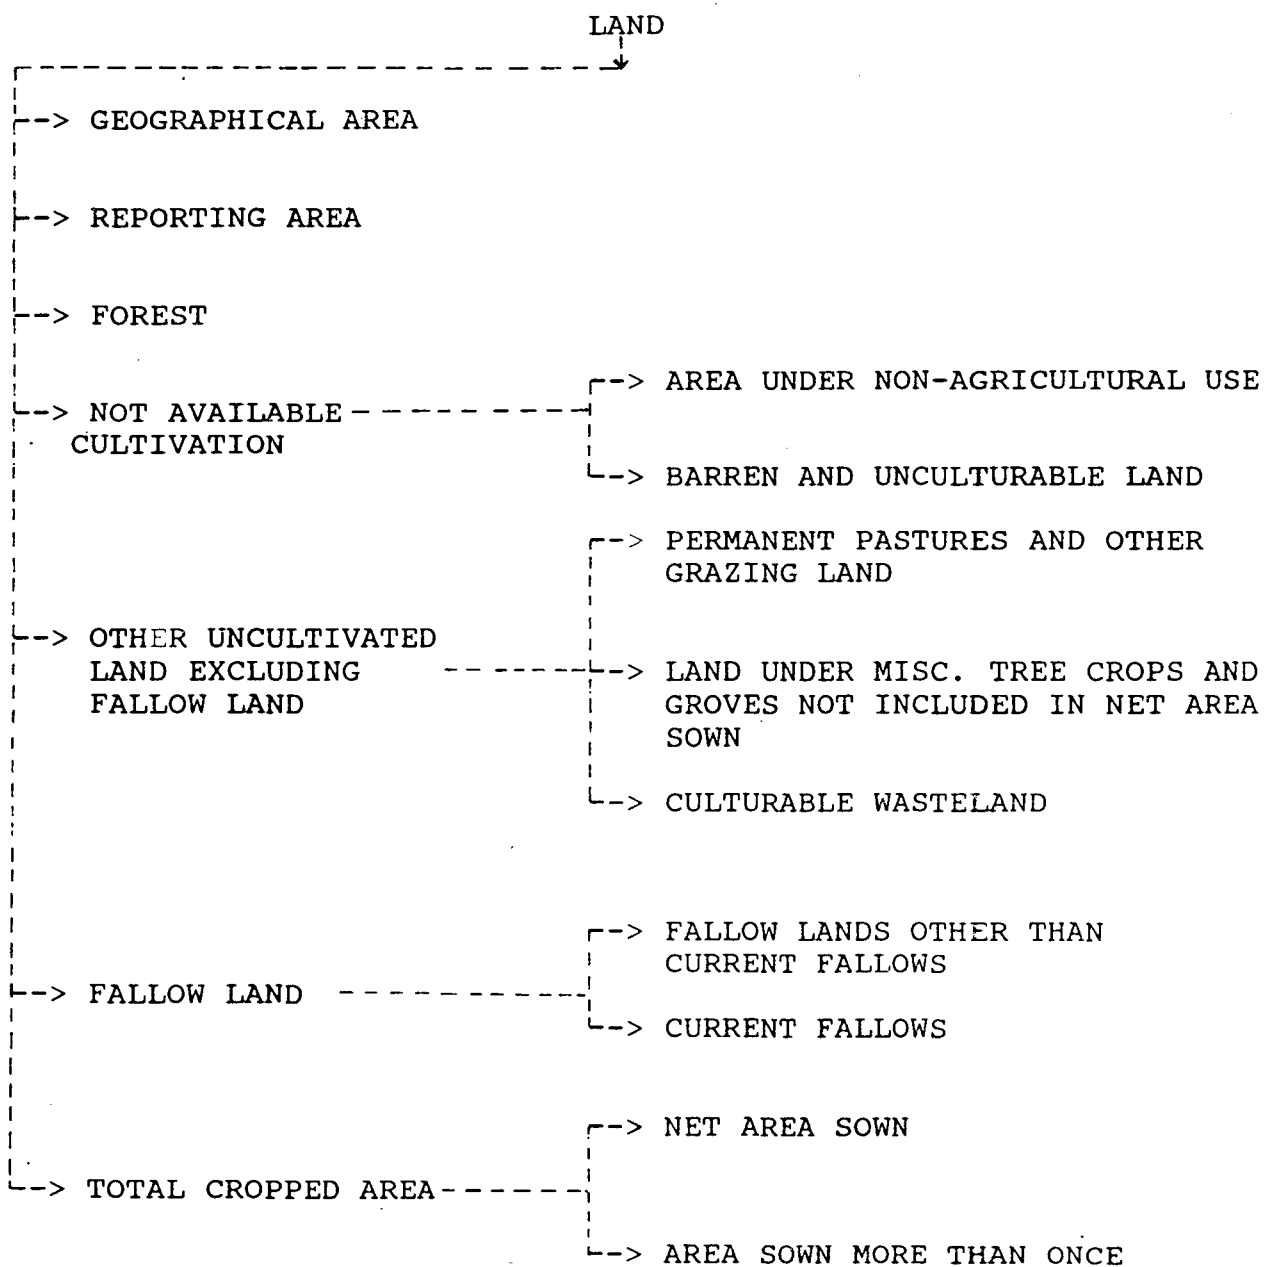 LAND
--> GEOGRAPHICAL AREA
--> REPORTING AREA
--> FOREST
--> NOT AVAILABLE
CULTIVATION
--> AREA UNDER NON-AGRICULTURAL USE
--> BARREN AND UNCULTURABLE LAND
--> OTHER UNCULTIVATED
LAND EXCLUDING
FALLOW LAND
--> PERMANENT PASTURES AND OTHER
GRAZING LAND
--> LAND UNDER MISC. TREE CROPS AND
GROVES NOT INCLUDED IN NET AREA
SOWN
--> CULTURABLE WASTELAND
--> FALLOW LAND
--> FALLOW LANDS OTHER THAN
CURRENT FALLOWS
--> CURRENT FALLOWS
--> TOTAL CROPPED AREA
--> NET AREA SOWN
--> AREA SOWN MORE THAN ONCE